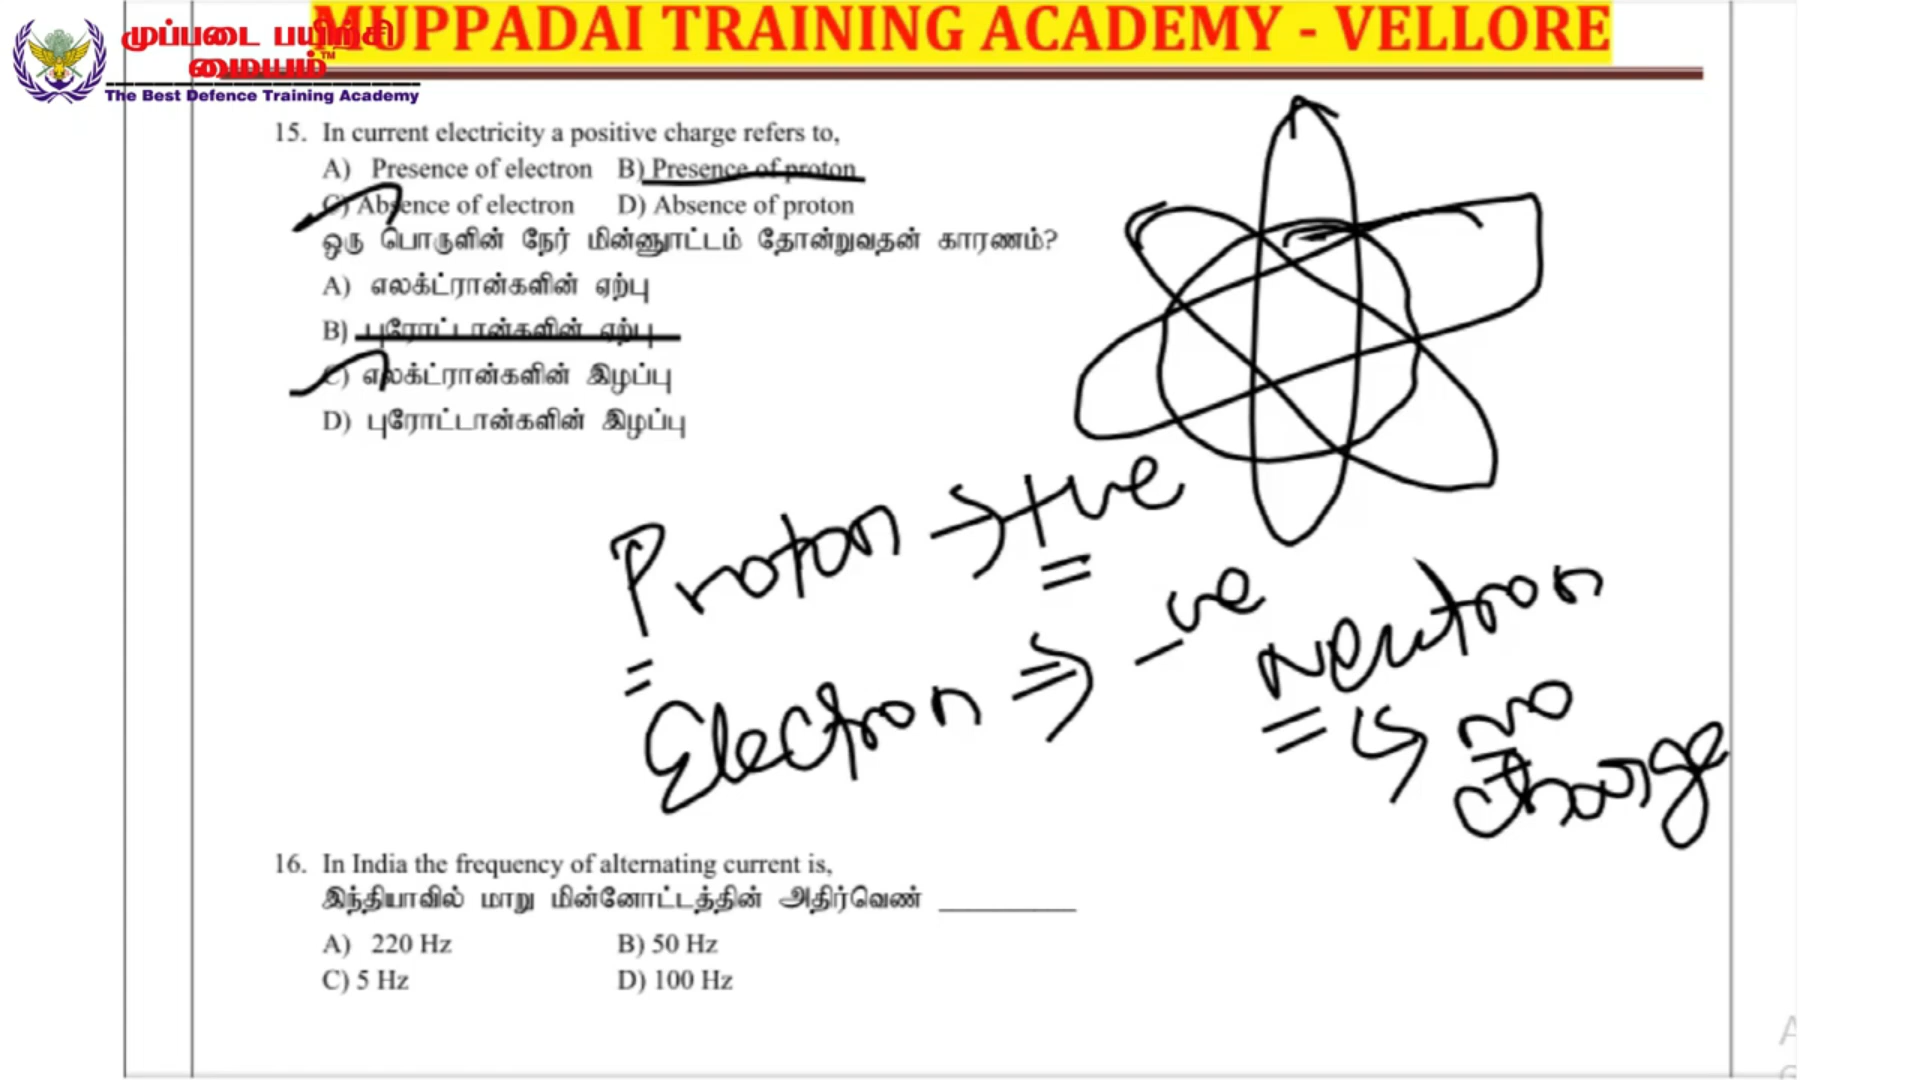 முப்படை பயிற்சி
மையம்™
The Best Defence Training Academy
MUPPADAI TRAINING ACADEMY - VELLORE
15. In current electricity a positive charge refers to,
A) Presence of electron B) Presence of proton
C) Absence of electron D) Absence of proton
ஒரு பொருளின் நேர் மின்னூட்டம் தோன்றுவதன் காரணம்?
A) எலக்ட்ரான்களின் ஏற்பு
B) புரோட்டான்களின் ஏற்பு
C) எலக்ட்ரான்களின் இழப்பு
D) புரோட்டான்களின் இழப்பு
Proton → +ve
Electron ⇒ -ve
Neutron
↳ no
charge
16. In India the frequency of alternating current is,
இந்தியாவில் மாறு மின்னோட்டத்தின் அதிர்வெண் __________
A) 220 Hz B) 50 Hz
C) 5 Hz D) 100 Hz